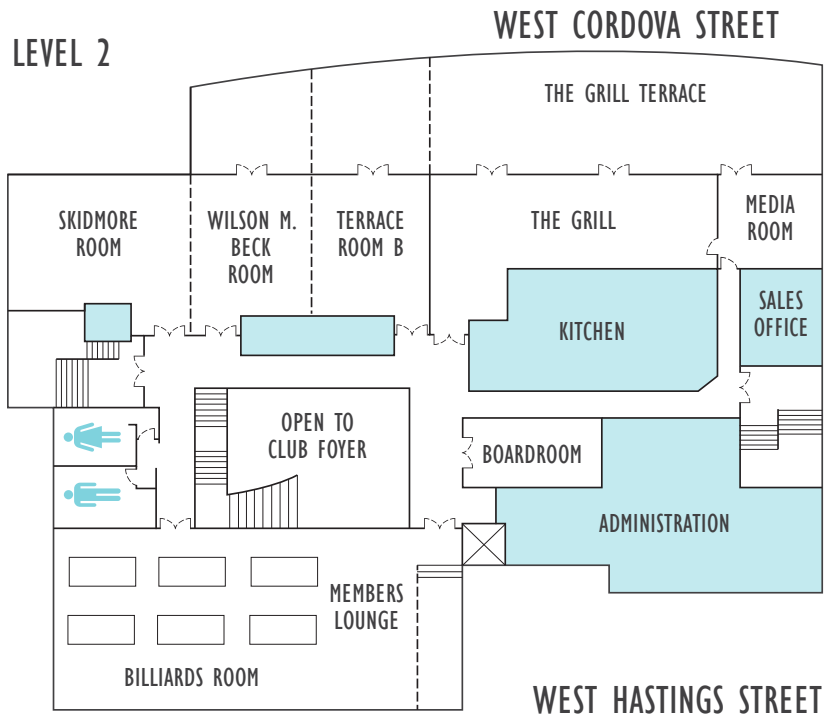 WEST CORDOVA STREET
LEVEL 2
THE GRILL TERRACE
SKIDMORE
ROOM
WILSON M.
BECK
ROOM
TERRACE
ROOM B
THE GRILL
MEDIA
ROOM
SALES
OFFICE
KITCHEN
OPEN TO
CLUB FOYER
BOARDROOM
ADMINISTRATION
MEMBERS
LOUNGE
BILLIARDS ROOM
WEST HASTINGS STREET